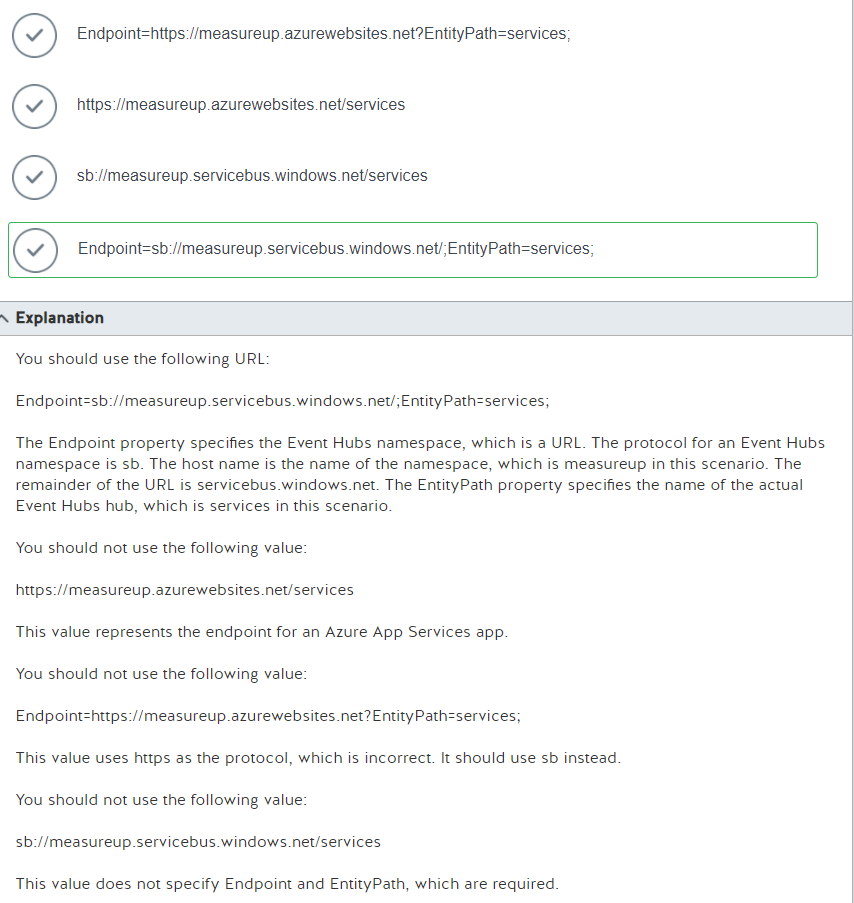 Endpoint=https://measureup.azurewebsites.net?EntityPath=services;
https://measureup.azurewebsites.net/services
sb://measureup.servicebus.windows.net/services
Endpoint=sb://measureup.servicebus.windows.net/;EntityPath=services;
Explanation
You should use the following URL:
Endpoint=sb://measureup.servicebus.windows.net/;EntityPath=services;
The Endpoint property specifies the Event Hubs namespace, which is a URL. The protocol for an Event Hubs
namespace is sb. The host name is the name of the namespace, which is measureup in this scenario. The
remainder of the URL is servicebus.windows.net. The EntityPath property specifies the name of the actual
Event Hubs hub, which is services in this scenario.
You should not use the following value:
https://measureup.azurewebsites.net/services
This value represents the endpoint for an Azure App Services app.
You should not use the following value:
Endpoint=https://measureup.azurewebsites.net?EntityPath=services;
This value uses https as the protocol, which is incorrect. It should use sb instead.
You should not use the following value:
sb://measureup.servicebus.windows.net/services
This value does not specify Endpoint and EntityPath, which are required.